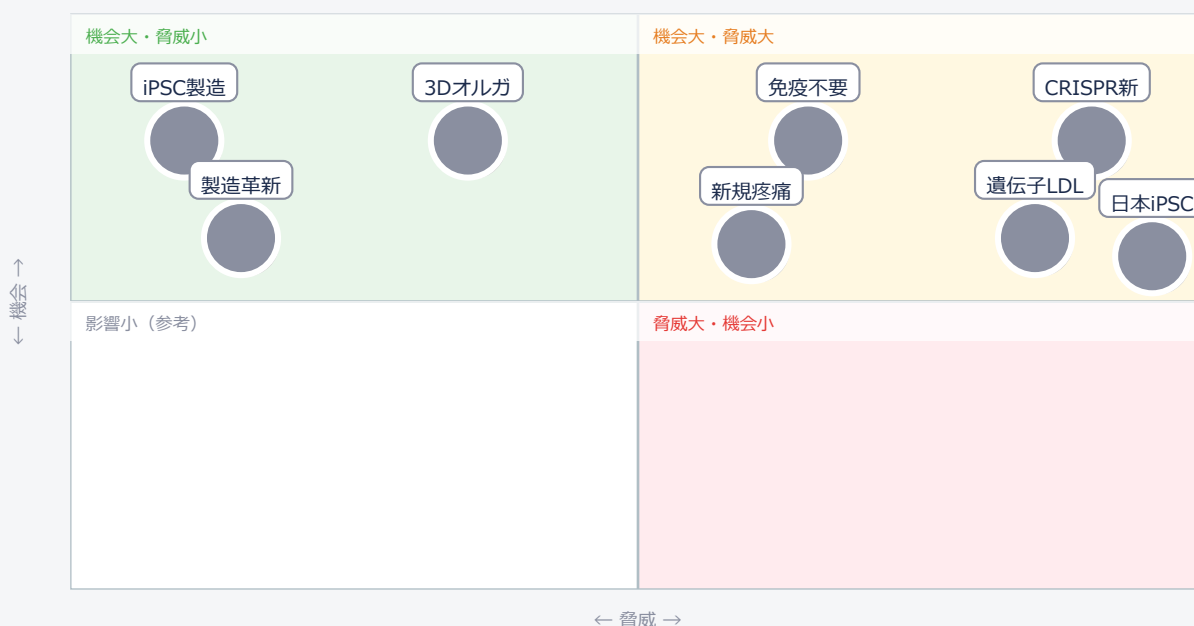 機会大・脅威小
機会大・脅威大
iPSC製造
3Dオルガ
免疫不要
CRISPR新
製造革新
新規疼痛
遺伝子LDL
日本iPSC
← 機会 →
影響小（参考）
脅威大・機会小
← 脅威 →